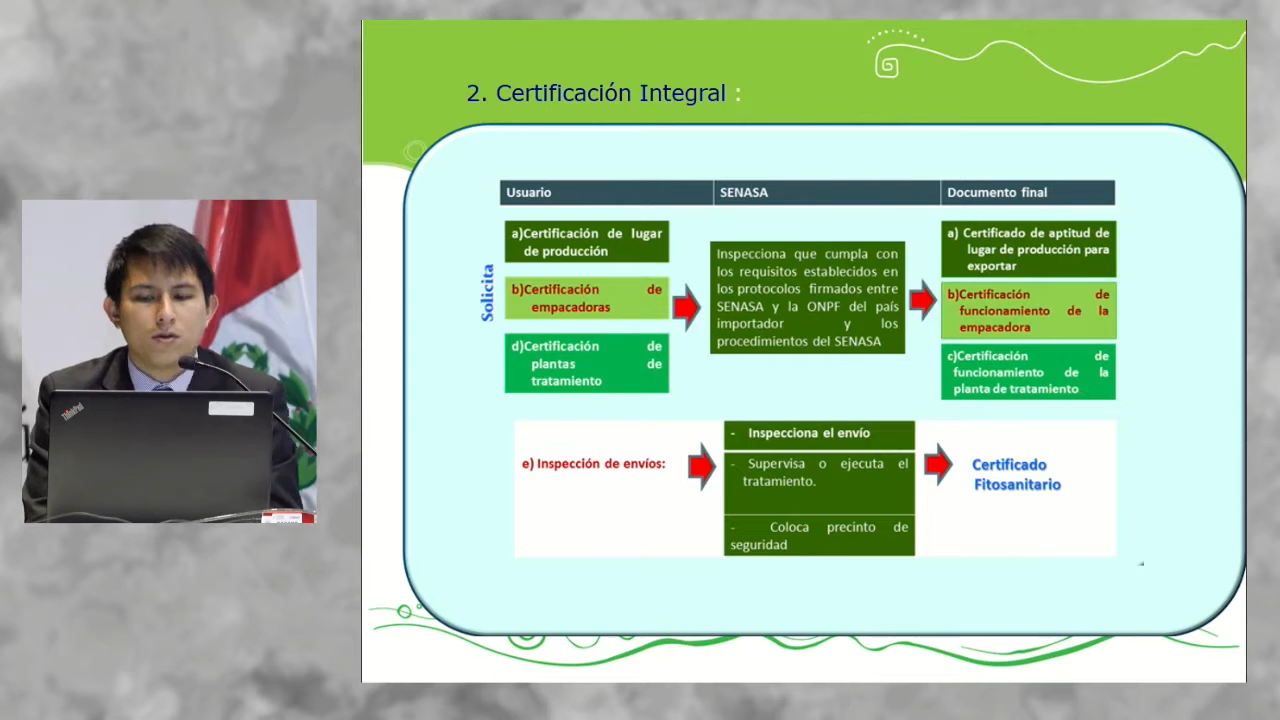 2. Certificación Integral :
Usuario
SENASA
Documento final
Solicita
a)Certificación de lugar
de producción
b)Certificación de
empacadoras
d)Certificación de
plantas de
tratamiento
Inspecciona que cumpla con
los requisitos establecidos en
los protocolos firmados entre
SENASA y la ONPF del país
importador y los
procedimientos del SENASA
a) Certificado de aptitud de
lugar de producción para
exportar
b)Certificación de
funcionamiento de la
empacadora
c)Certificación de
funcionamiento de la
planta de tratamiento
e) Inspección de envíos:
- Inspecciona el envío
- Supervisa o ejecuta el
tratamiento.
- Coloca precinto de
seguridad
Certificado
Fitosanitario
ThinkPad